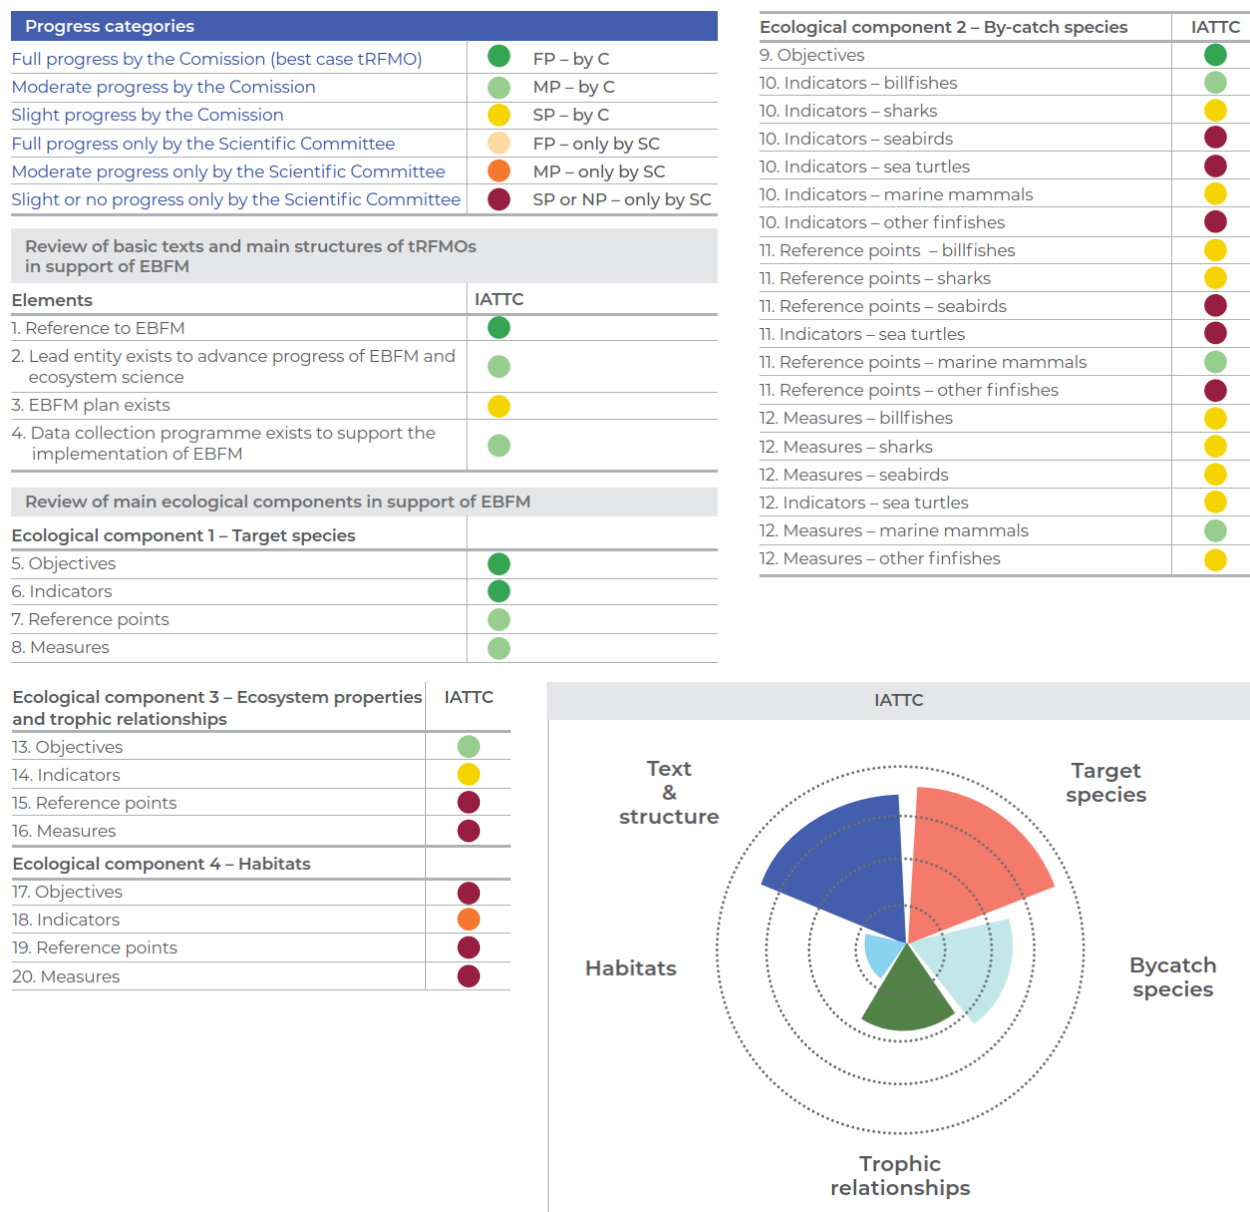 Progress categories
Full progress by the Comission (best case tRFMO) FP – by C
Moderate progress by the Comission MP – by C
Slight progress by the Comission SP – by C
Full progress only by the Scientific Committee FP – only by SC
Moderate progress only by the Scientific Committee MP – only by SC
Slight or no progress only by the Scientific Committee SP or NP – only by SC
Review of basic texts and main structures of tRFMOs
in support of EBFM
Elements IATTC
1. Reference to EBFM
2. Lead entity exists to advance progress of EBFM and
ecosystem science
3. EBFM plan exists
4. Data collection programme exists to support the
implementation of EBFM
Review of main ecological components in support of EBFM
Ecological component 1 – Target species
5. Objectives
6. Indicators
7. Reference points
8. Measures
Ecological component 2 – By-catch species IATTC
9. Objectives
10. Indicators – billfishes
10. Indicators – sharks
10. Indicators – seabirds
10. Indicators – sea turtles
10. Indicators – marine mammals
10. Indicators – other finfishes
11. Reference points – billfishes
11. Reference points – sharks
11. Reference points – seabirds
11. Indicators – sea turtles
11. Reference points – marine mammals
11. Reference points – other finfishes
12. Measures – billfishes
12. Measures – sharks
12. Measures – seabirds
12. Indicators – sea turtles
12. Measures – marine mammals
12. Measures – other finfishes
Ecological component 3 – Ecosystem properties IATTC
and trophic relationships
13. Objectives
14. Indicators
15. Reference points
16. Measures
Ecological component 4 – Habitats
17. Objectives
18. Indicators
19. Reference points
20. Measures
IATTC
Text
&
structure
Target
species
Habitats
Bycatch
species
Trophic
relationships